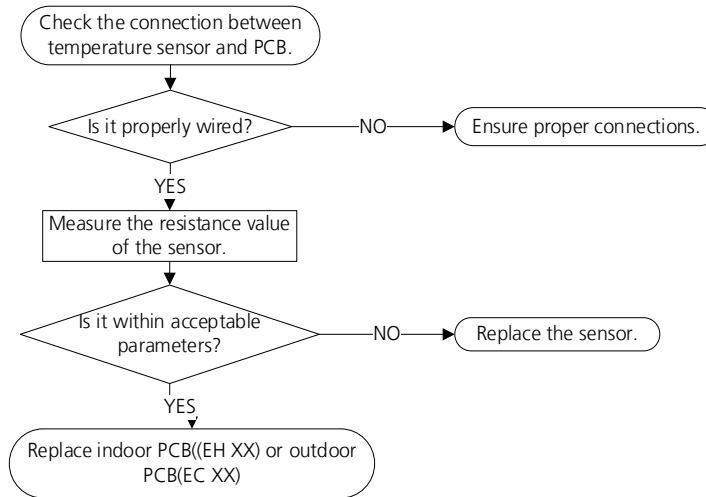 Check the connection between
temperature sensor and PCB.
Is it properly wired?
NO
Ensure proper connections.
YES
Measure the resistance value
of the sensor.
Is it within acceptable
parameters?
NO
Replace the sensor.
YES
Replace indoor PCB((EH XX) or outdoor
PCB(EC XX)